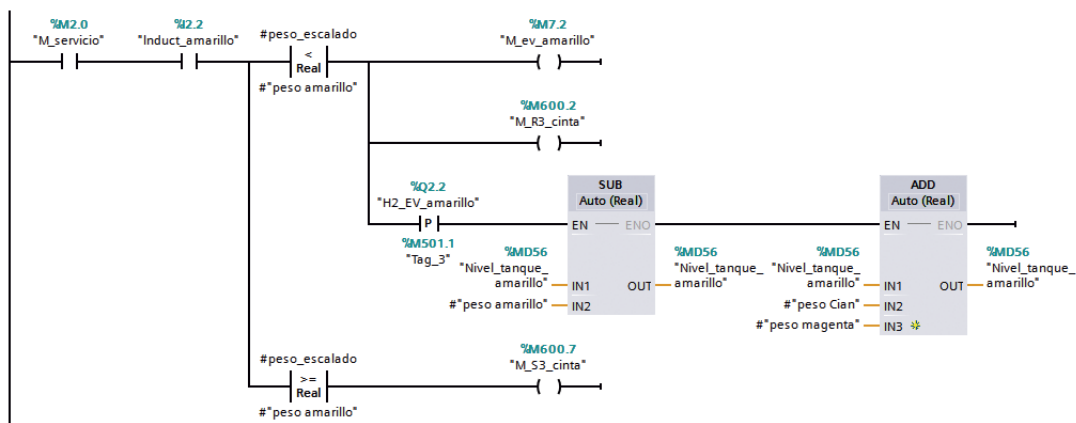 %M2.0
"M_servicio"
%I2.2
"Induct_amarillo"
#peso_escalado
<
Real
#"peso amarillo"
%M7.2
"M_ev_amarillo"
%M600.2
"M_R3_cinta"
%Q2.2
"H2_EV_amarillo"
P
%M501.1
"Tag_3"
SUB
Auto (Real)
EN
ENO
%MD56
"Nivel_tanque_
amarillo"
IN1
#"peso amarillo"
IN2
OUT
%MD56
"Nivel_tanque_
amarillo"
ADD
Auto (Real)
EN
ENO
%MD56
"Nivel_tanque_
amarillo"
IN1
#"peso Cian"
IN2
#"peso magenta"
IN3
OUT
%MD56
"Nivel_tanque_
amarillo"
#peso_escalado
>=
Real
#"peso amarillo"
%M600.7
"M_S3_cinta"